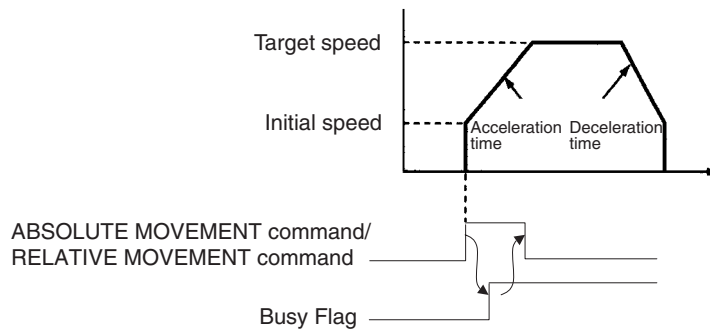 Target speed
Initial speed
Acceleration time
Deceleration time
ABSOLUTE MOVEMENT command/
RELATIVE MOVEMENT command
Busy Flag